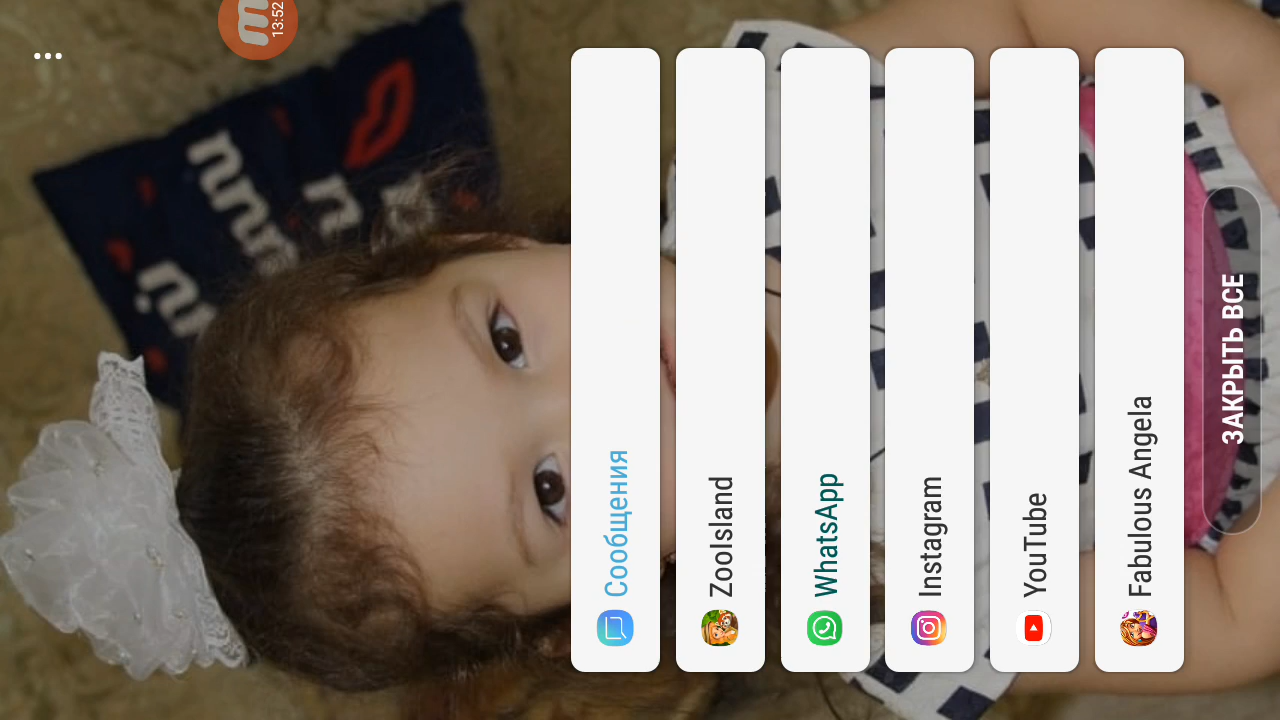 13:52
Сообщения
ZooIsland
WhatsApp
Instagram
YouTube
Fabulous Angela
ЗАКРЫТЬ ВСЕ